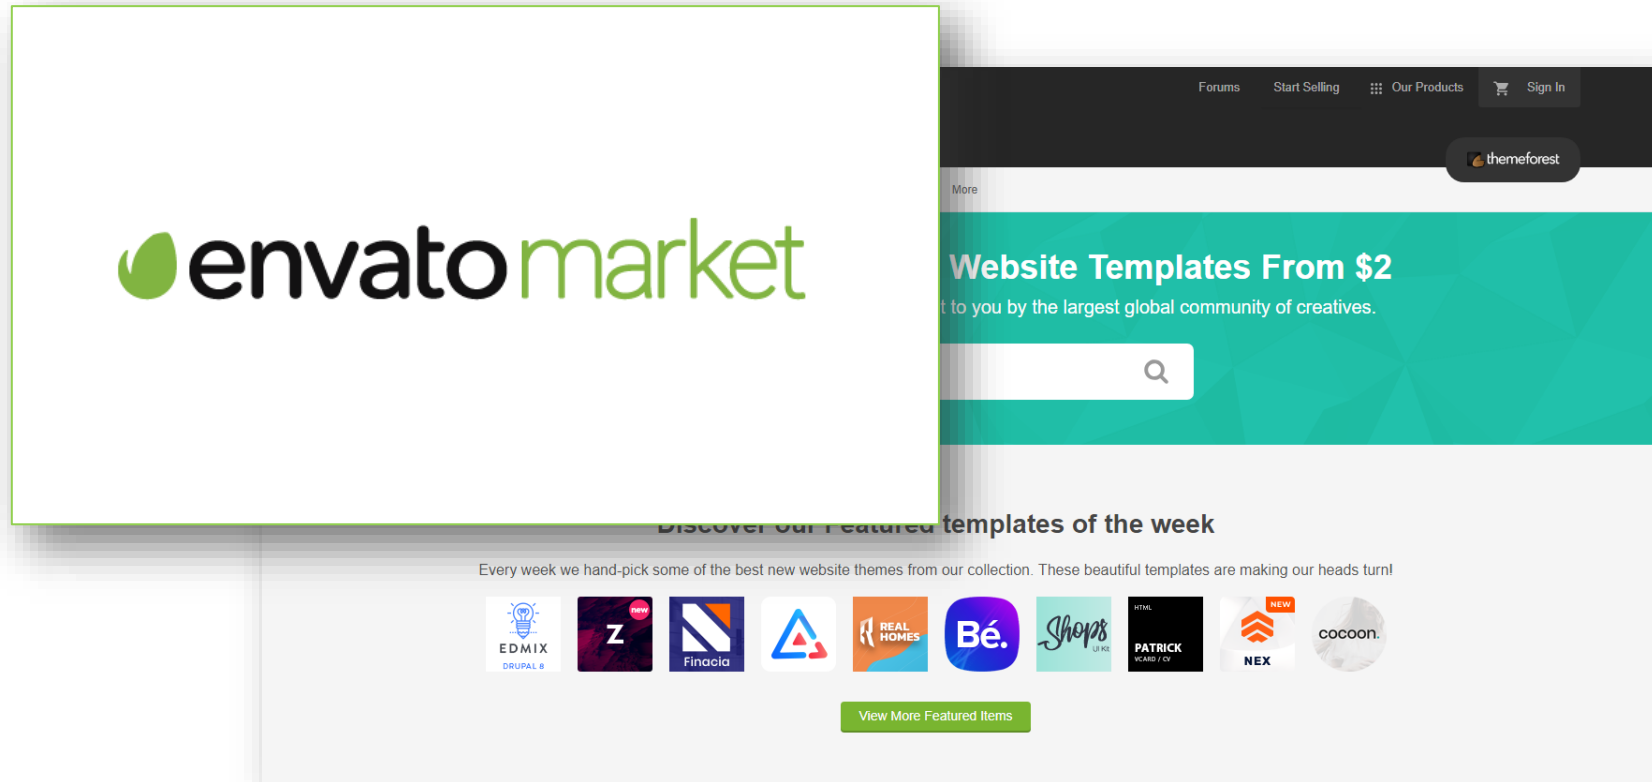 envato market
Forums Start Selling Our Products Sign In
themeforest
More
Website Templates From $2
to you by the largest global community of creatives.
Discover our Featured templates of the week
Every week we hand-pick some of the best new website themes from our collection. These beautiful templates are making our heads turn!
EDMIX
DRUPAL 8
new
Z
Finacia
REAL
HOMES
Bé.
Shops
UI Kit
HTML
PATRICK
VCARD / CV
NEW
NEX
cocoon.
View More Featured Items